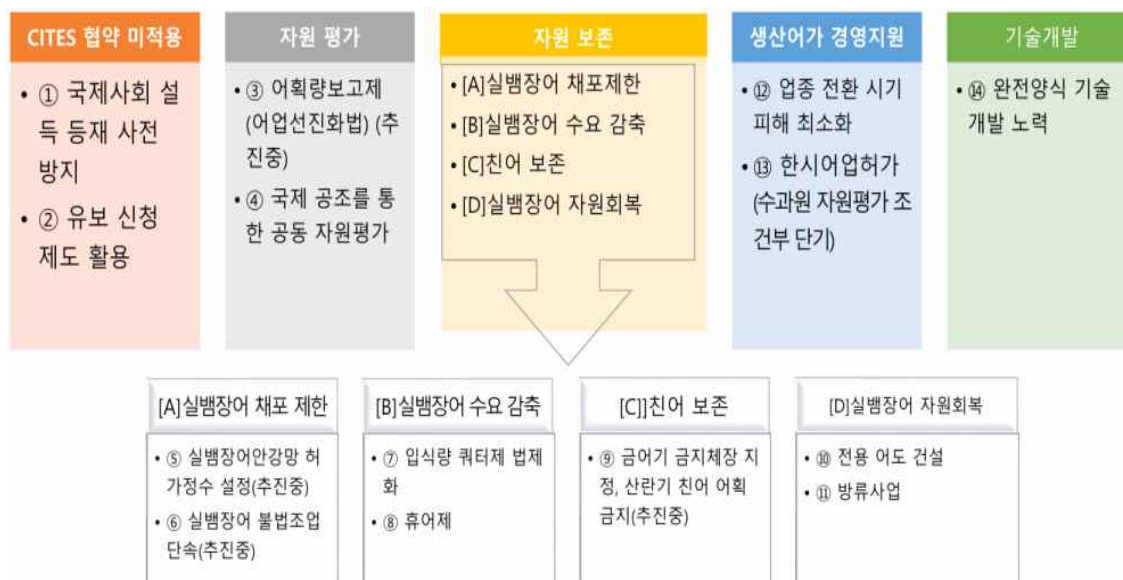 CITES 협약 미적용
• ① 국제사회 설
득 등재 사전
방지
• ② 유보 신청
제도 활용
자원 평가
• ③ 어획량보고제
(어업선진화법) (추
진중)
• ④ 국제 공조를 통
한 공동 자원평가
자원 보존
• [A]실뱀장어 채포제한
• [B]실뱀장어 수요 감축
• [C]친어 보존
• [D]실뱀장어 자원회복
생산어가 경영지원
• ⑫ 업종 전환 시기
피해 최소화
• ⑬ 한시어업허가
(수과원 자원평가 조
건부 단기)
기술개발
• ⑭ 완전양식 기술
개발 노력
[A]실뱀장어 채포 제한
• ⑤ 실뱀장어안강망 허
가정수 설정(추진중)
• ⑥ 실뱀장어 불법조업
단속(추진중)
[B]실뱀장어 수요 감축
• ⑦ 입식량 쿼터제 법제
화
• ⑧ 휴어제
[C]]친어 보존
• ⑨ 금어기 금지체장 지
정, 산란기 친어 어획
금지(추진중)
[D]실뱀장어 자원회복
• ⑩ 전용 어도 건설
• ⑪ 방류사업